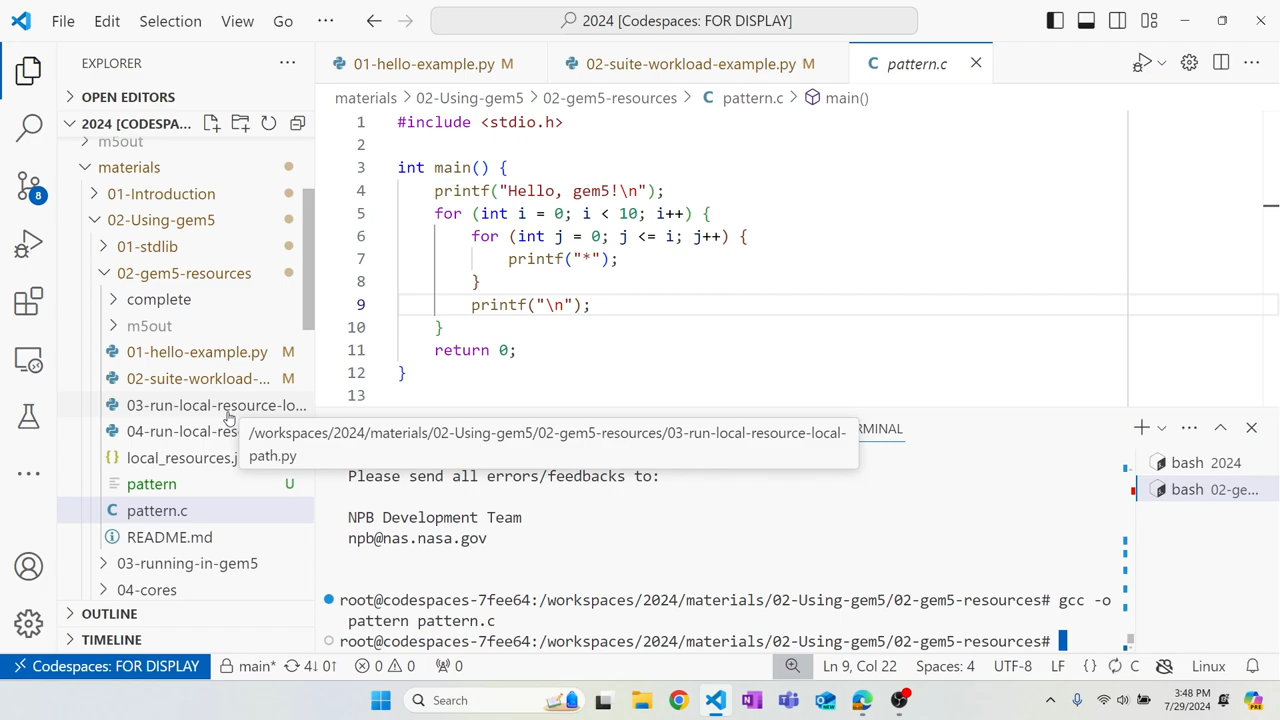 File Edit Selection View Go ··· 2024 [Codespaces: FOR DISPLAY]
EXPLORER
OPEN EDITORS
2024 [CODESPA...
m5out
materials
01-Introduction
02-Using-gem5
01-stdlib
02-gem5-resources
complete
m5out
01-hello-example.py M
02-suite-workload-... M
03-run-local-resource-lo...
04-run-local-res
local_resources.j
pattern U
pattern.c
README.md
03-running-in-gem5
04-cores
OUTLINE
TIMELINE
8
01-hello-example.py M 02-suite-workload-example.py M pattern.c
materials > 02-Using-gem5 > 02-gem5-resources > C pattern.c > main()
1 #include <stdio.h>
2
3 int main() {
4 printf("Hello, gem5!\n");
5 for (int i = 0; i < 10; i++) {
6 for (int j = 0; j <= i; j++) {
7 printf("*");
8 }
9 printf("\n");
10 }
11 return 0;
12 }
13
/workspaces/2024/materials/02-Using-gem5/02-gem5-resources/03-run-local-resource-local-
path.py
RMINAL
bash 2024
bash 02-ge...
Please send all errors/feedbacks to:
NPB Development Team
npb@nas.nasa.gov
root@codespaces-7fee64:/workspaces/2024/materials/02-Using-gem5/02-gem5-resources# gcc -o
pattern pattern.c
root@codespaces-7fee64:/workspaces/2024/materials/02-Using-gem5/02-gem5-resources#
Codespaces: FOR DISPLAY main* 4↓ 0↑ 0 0 0 Ln 9, Col 22 Spaces: 4 UTF-8 LF {} C Linux
Search
3:48 PM
7/29/2024